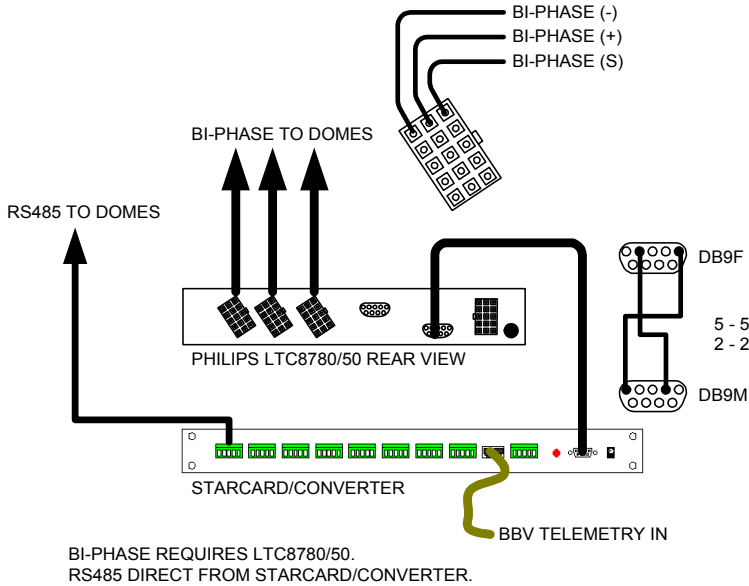 BI-PHASE (-)
BI-PHASE (+)
BI-PHASE (S)
BI-PHASE TO DOMES
RS485 TO DOMES
DB9F
5 - 5
2 - 2
PHILIPS LTC8780/50 REAR VIEW
DB9M
STARCARD/CONVERTER
BBV TELEMETRY IN
BI-PHASE REQUIRES LTC8780/50.
RS485 DIRECT FROM STARCARD/CONVERTER.